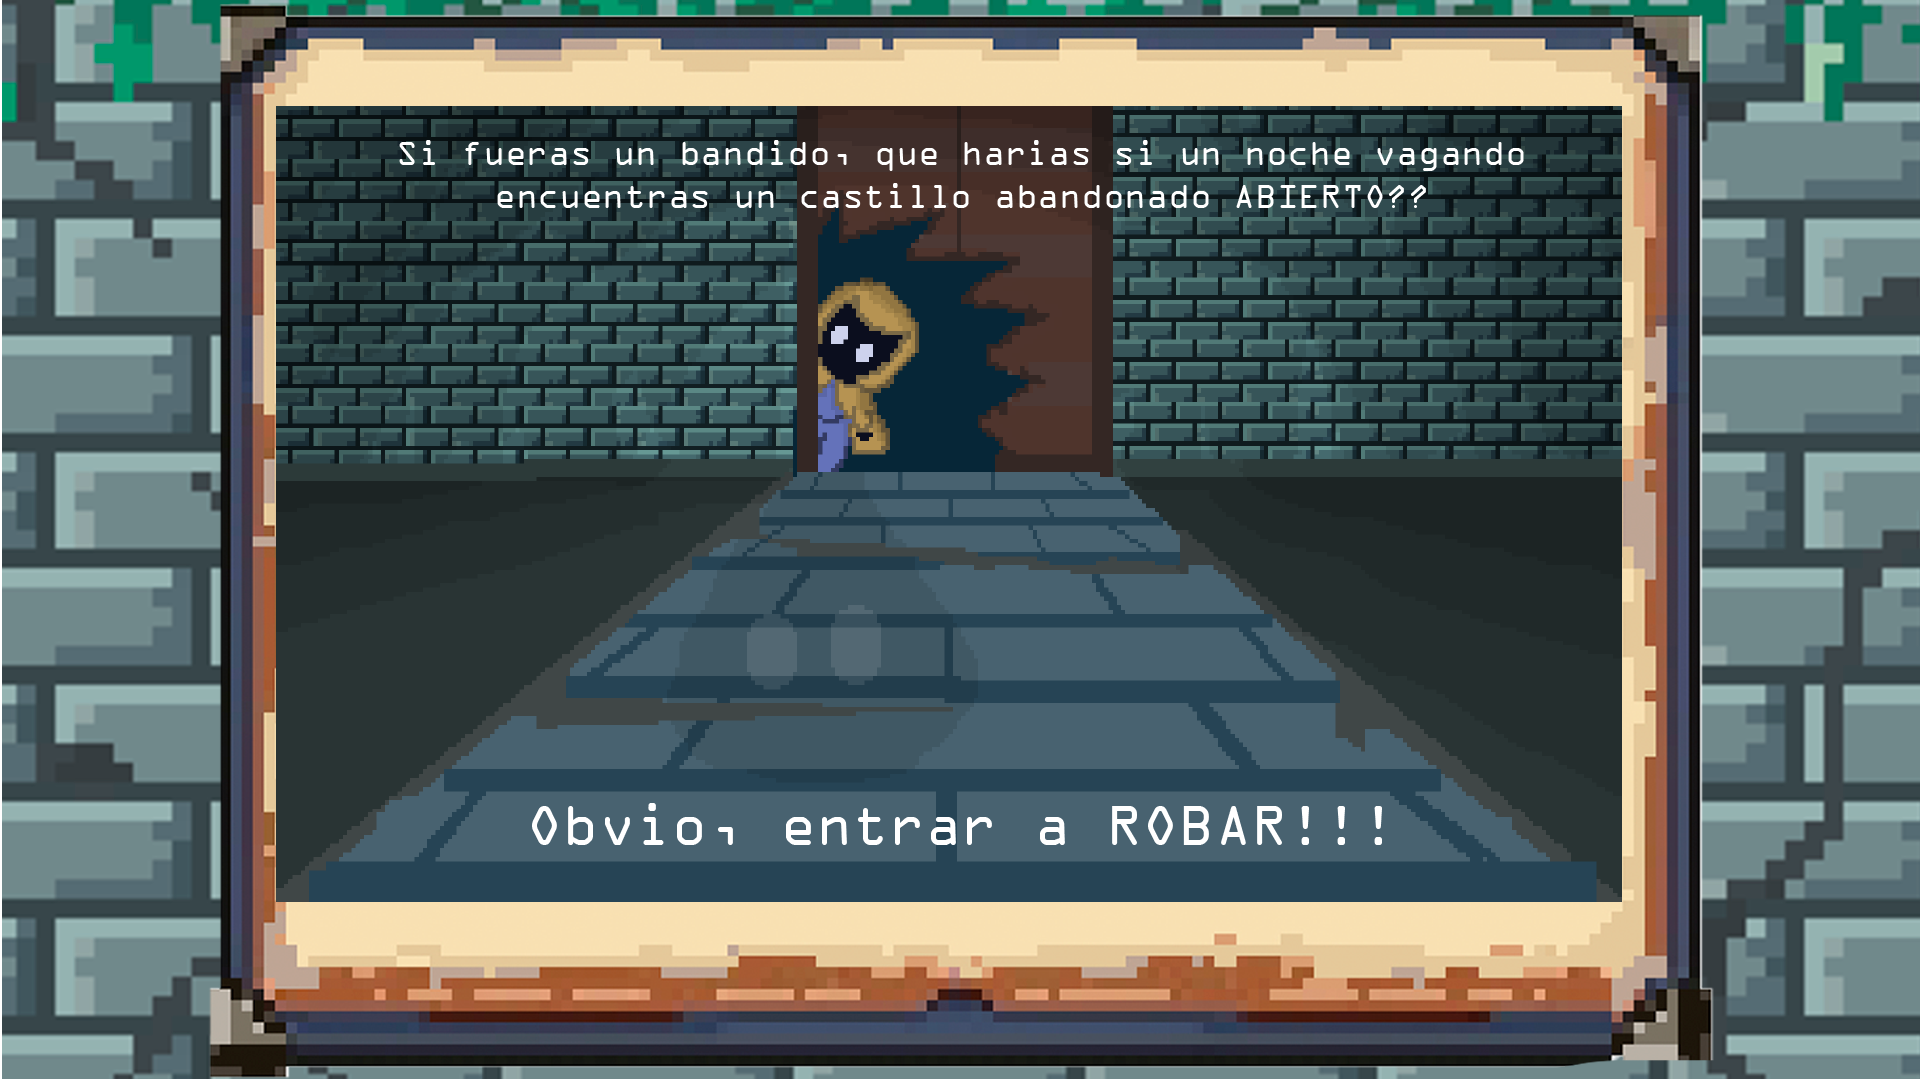 Si fueras un bandido, que harias si un noche vagando
encuentras un castillo abandonado ABIERTO??
Obvio, entrar a ROBAR!!!